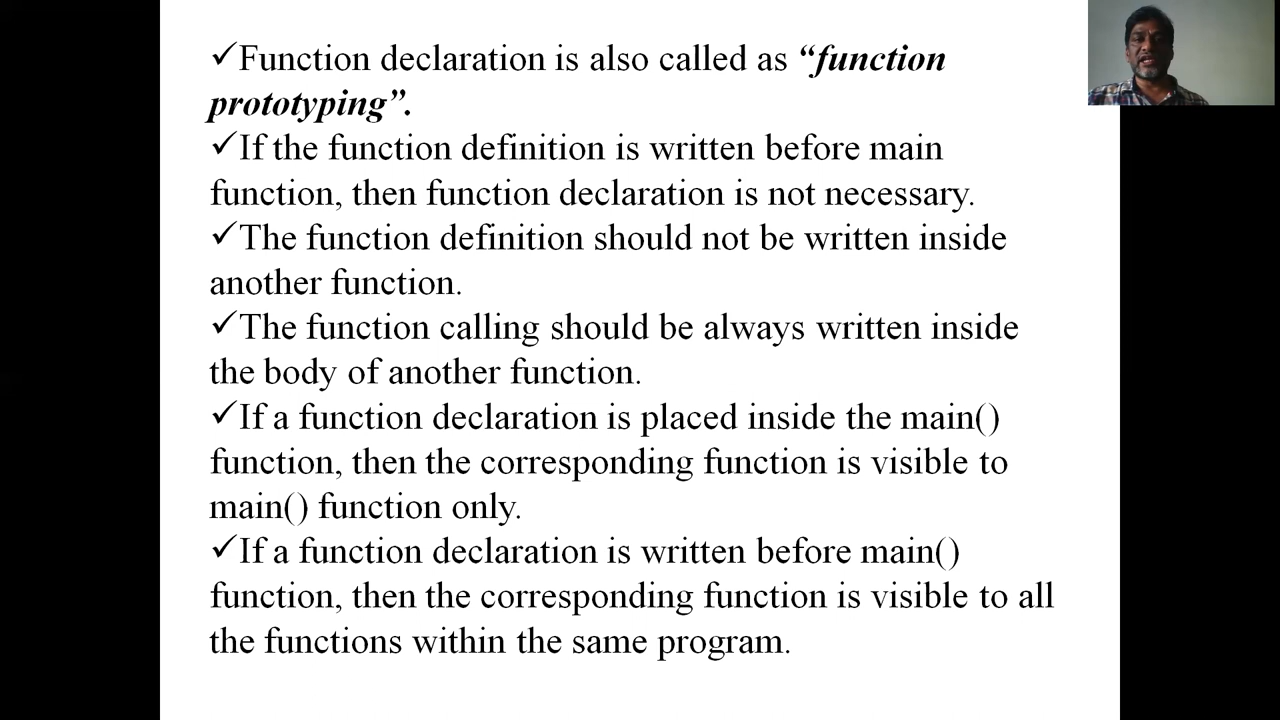 ✓Function declaration is also called as “function
prototyping”.
✓If the function definition is written before main
function, then function declaration is not necessary.
✓The function definition should not be written inside
another function.
✓The function calling should be always written inside
the body of another function.
✓If a function declaration is placed inside the main()
function, then the corresponding function is visible to
main() function only.
✓If a function declaration is written before main()
function, then the corresponding function is visible to all
the functions within the same program.